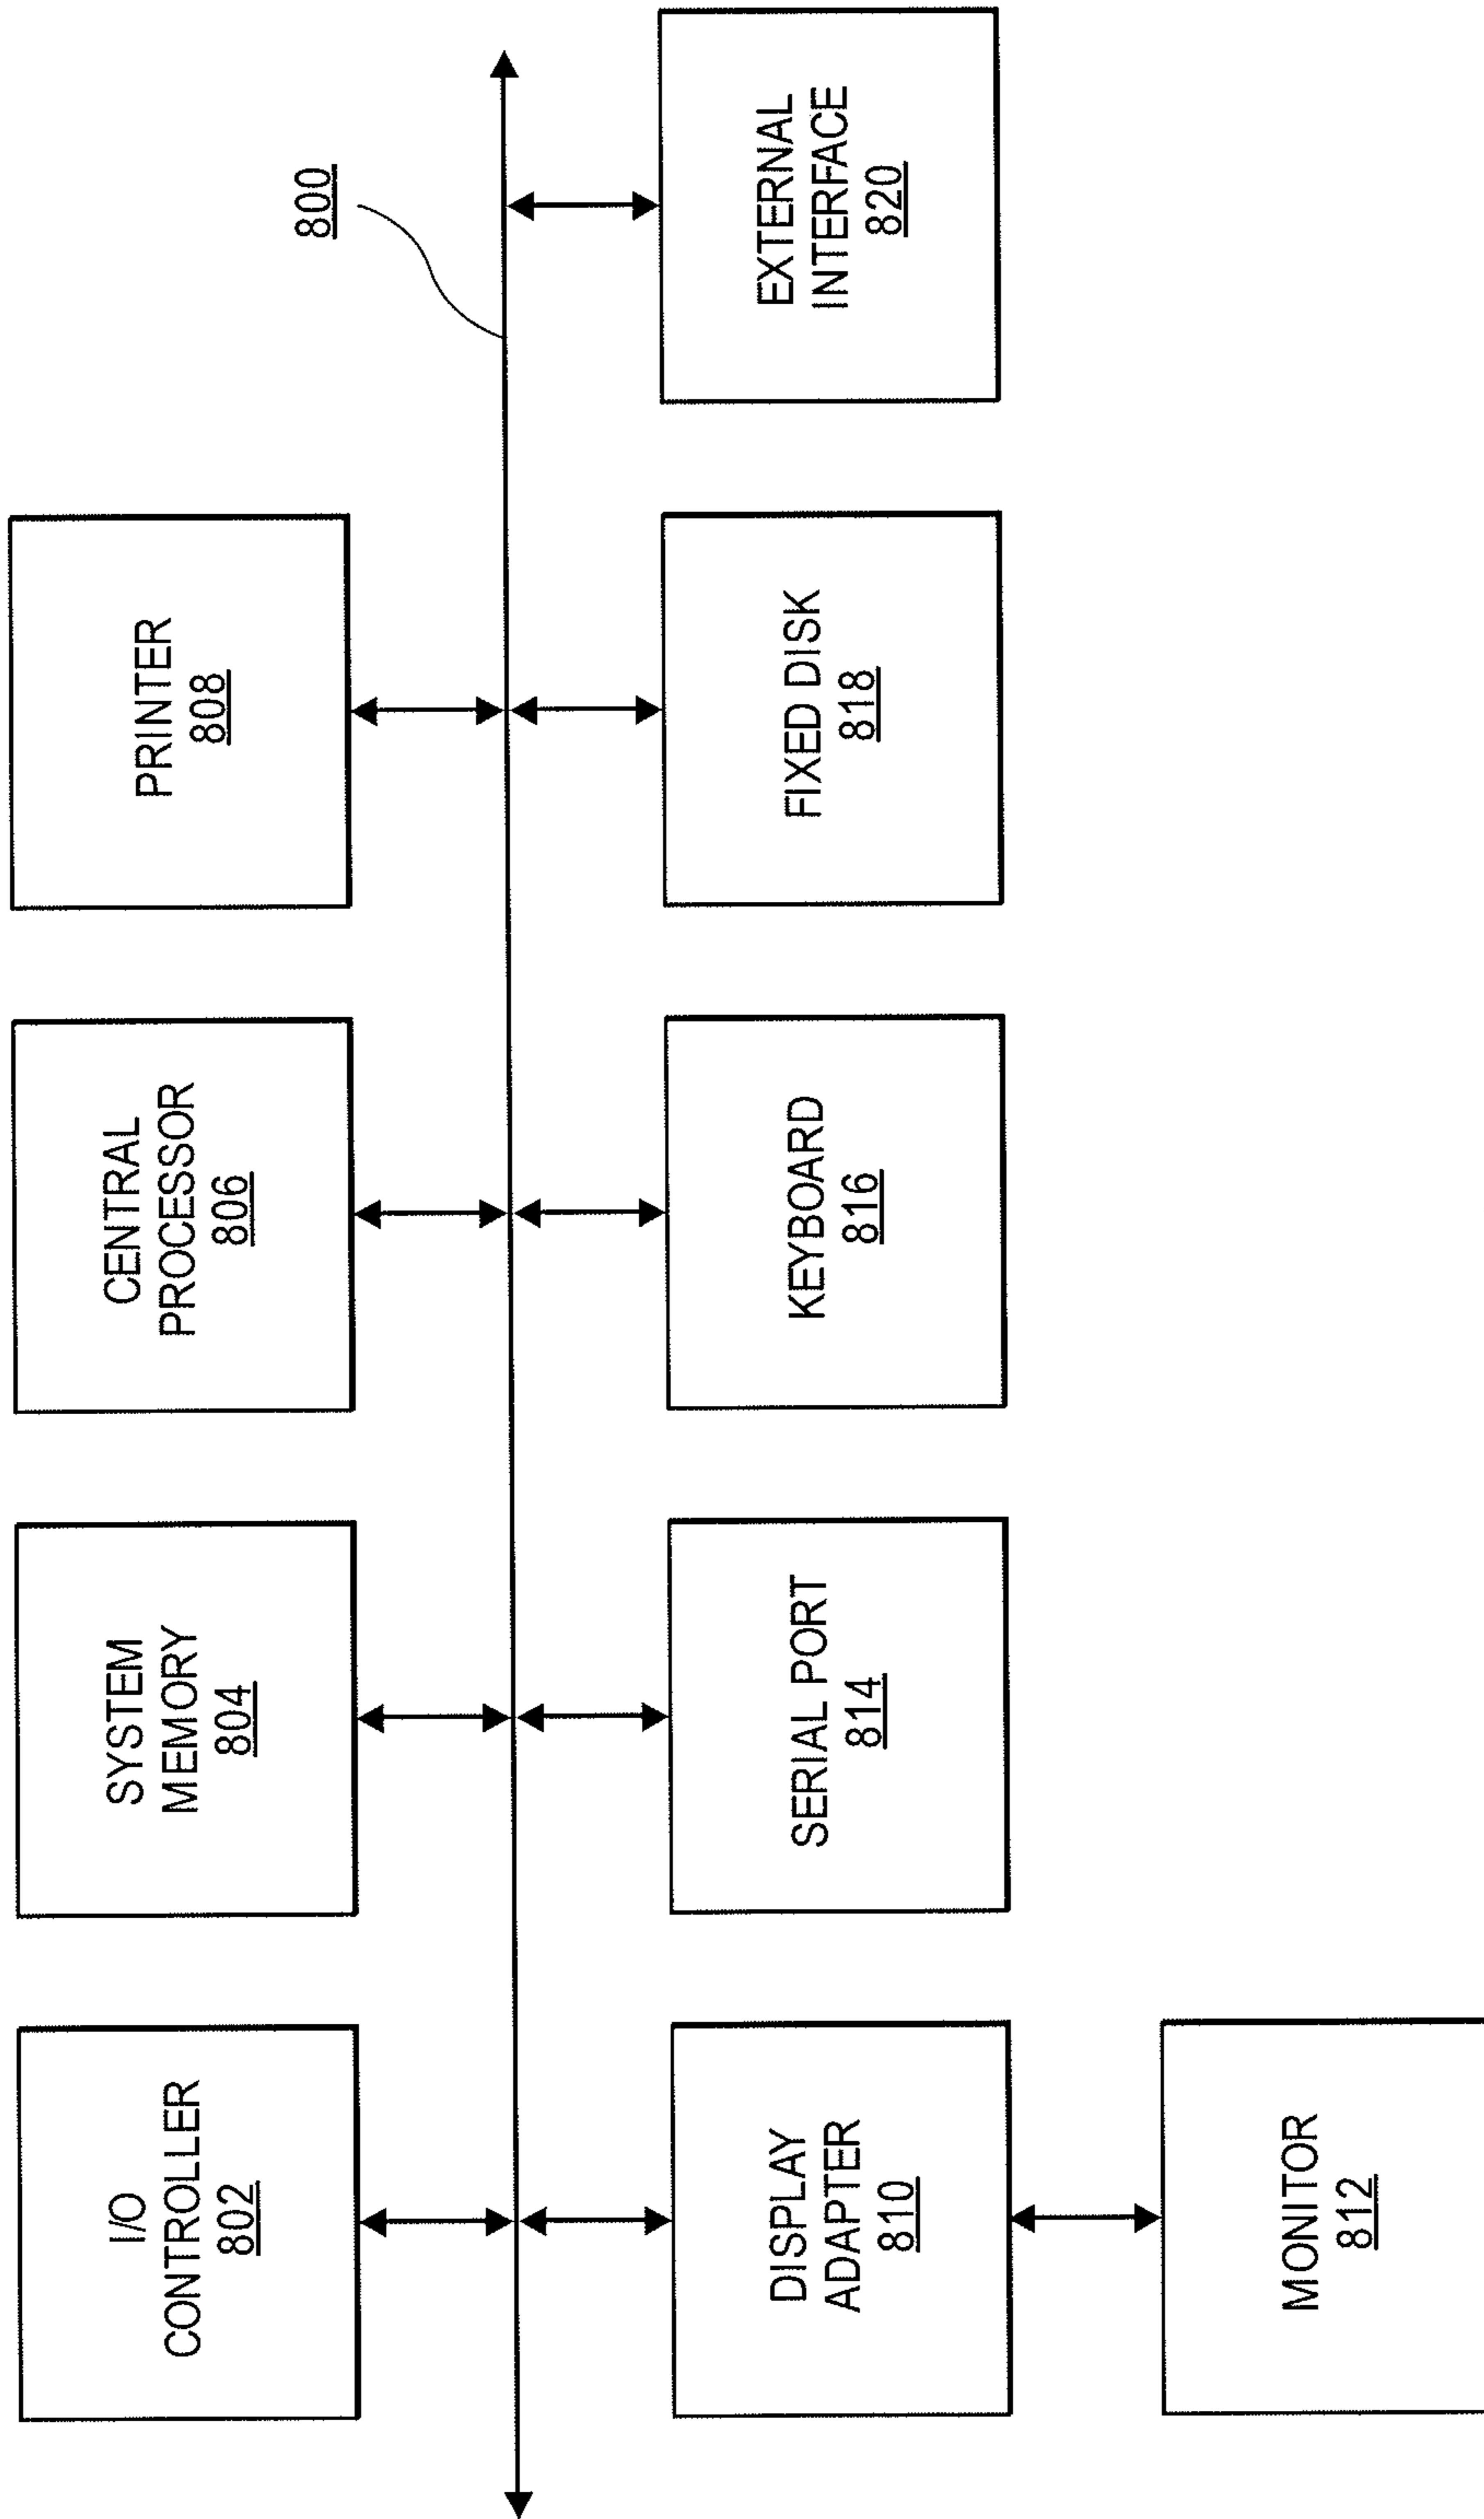 I/O
CONTROLLER
802
SYSTEM
MEMORY
804
CENTRAL
PROCESSOR
806
PRINTER
808
800
DISPLAY
ADAPTER
810
SERIAL PORT
814
KEYBOARD
816
FIXED DISK
818
EXTERNAL
INTERFACE
820
MONITOR
812